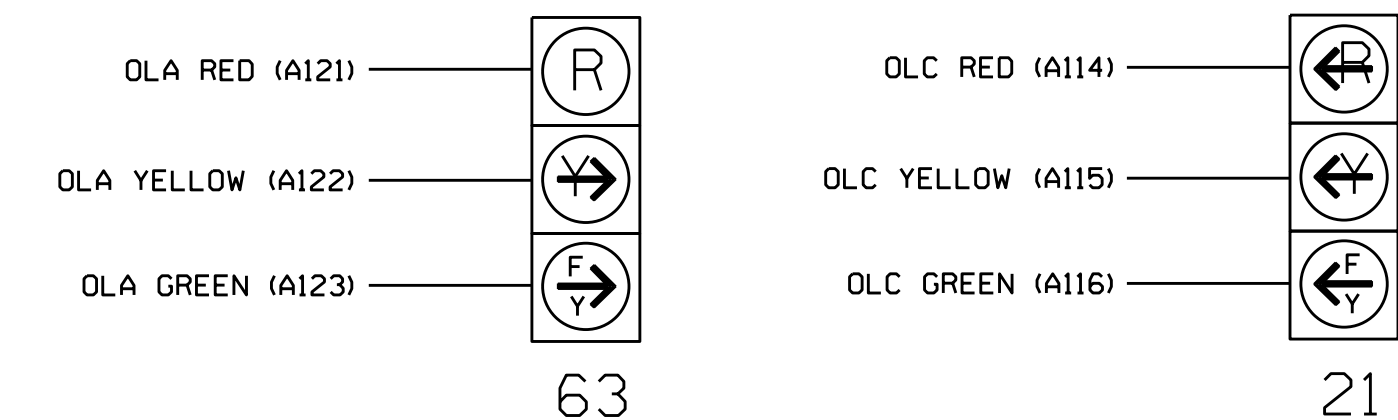 OLA RED (A121)
R
OLA YELLOW (A122)
Y
OLA GREEN (A123)
F
Y
63
OLC RED (A114)
R
OLC YELLOW (A115)
Y
OLC GREEN (A116)
F
Y
21